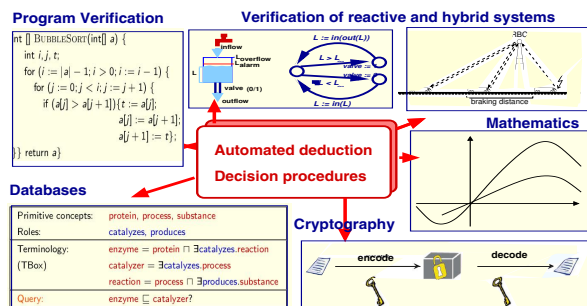 Program Verification
int [] BUBBLESORT(int[] a) {
int i, j, t;
for (i := |a| − 1; i > 0; i := i − 1) {
for (j := 0; j < i; j := j + 1) {
if (a[j] > a[j + 1]){t := a[j];
a[j] := a[j + 1];
a[j + 1] := t};
}} return a}
Verification of reactive and hybrid systems
inflow
L overflow
L alarm
L
valve (0/1)
outflow
L := in(out(L))
L >
valve :=
valve :=
L <
L := in(L)
RBC
braking distance
Mathematics
Automated deduction
Decision procedures
Databases
Primitive concepts: protein, process, substance
Roles: catalyzes, produces
Terminology: enzyme = protein ⊓ ∃catalyzes.reaction
(TBox) catalyzer = ∃catalyzes.process
reaction = process ⊓ ∃produces.substance
Query: enzyme ⊑ catalyzer?
Cryptography
encode
decode